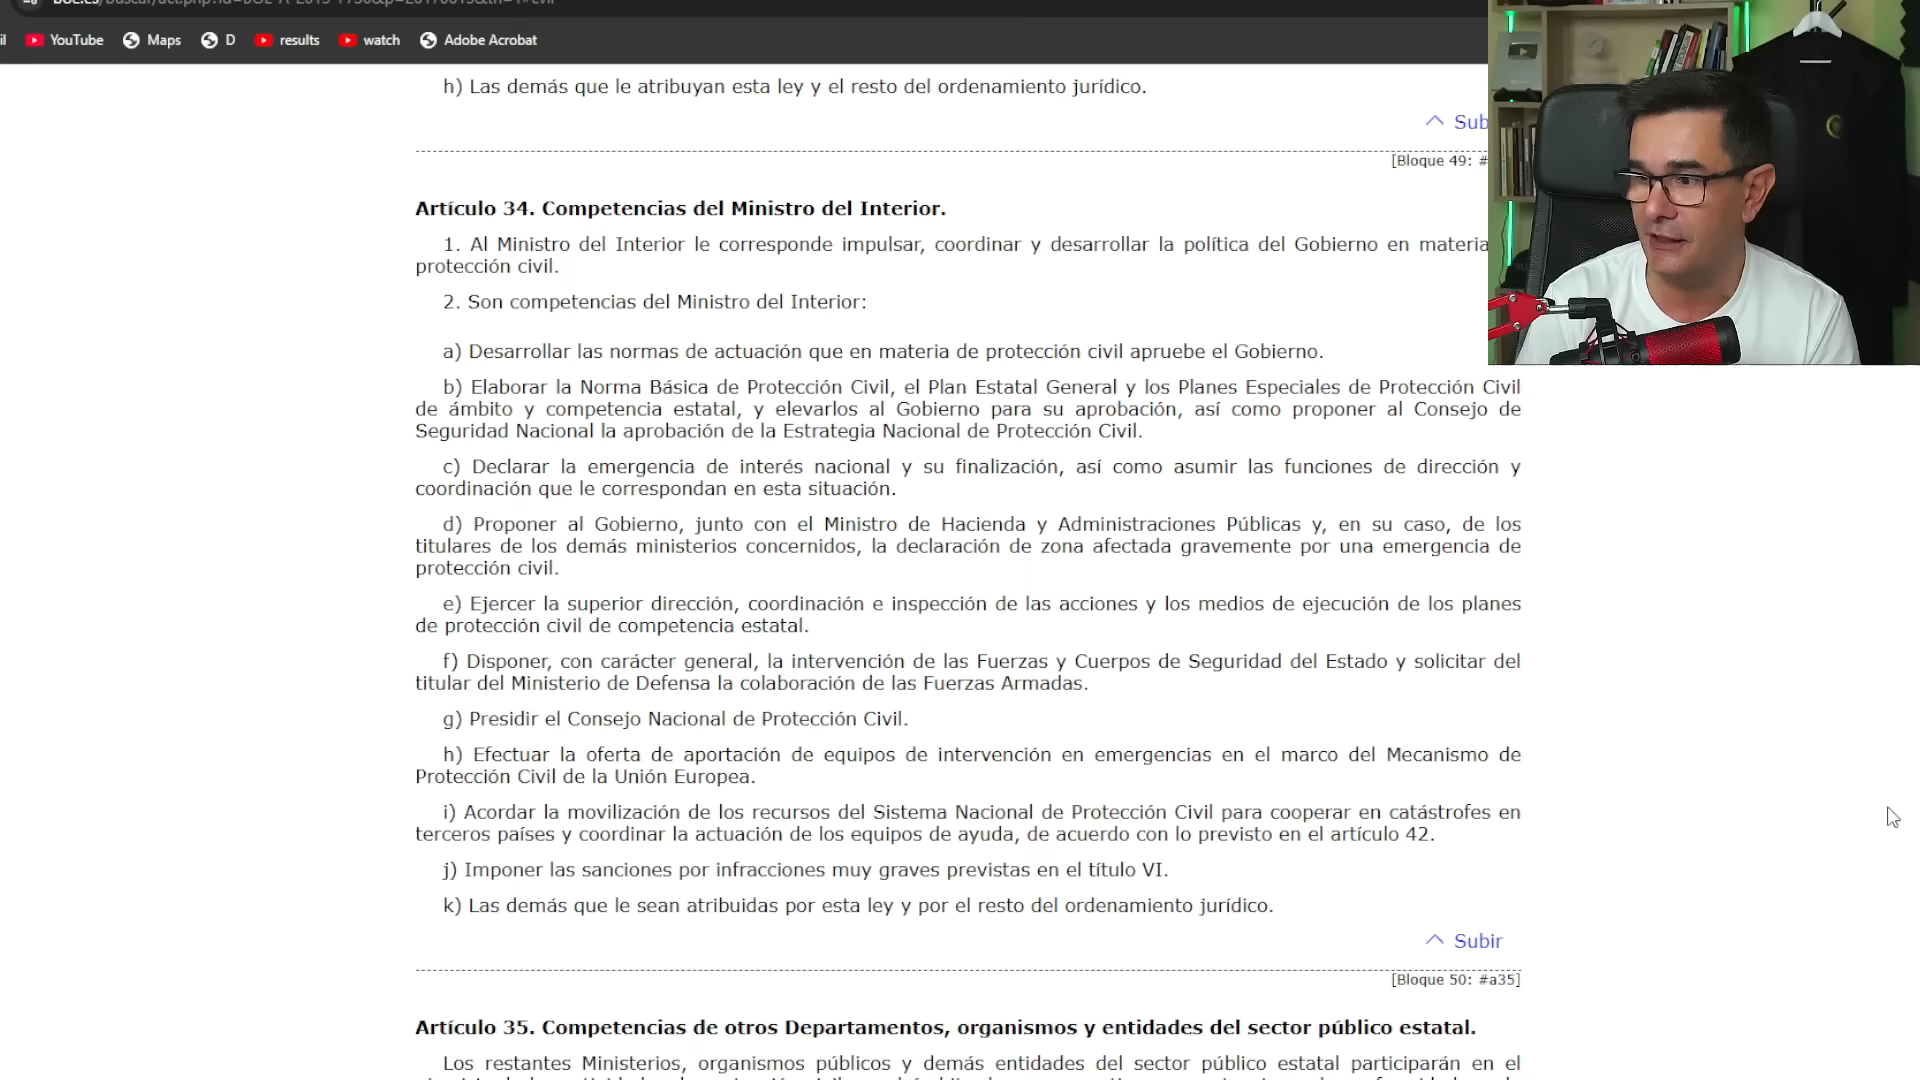 YouTube Maps D results watch Adobe Acrobat
h) Las demás que le atribuyan esta ley y el resto del ordenamiento jurídico.
[Bloque 49:
Artículo 34. Competencias del Ministro del Interior.
1. Al Ministro del Interior le corresponde impulsar, coordinar y desarrollar la política del Gobierno en materia
protección civil.
2. Son competencias del Ministro del Interior:
a) Desarrollar las normas de actuación que en materia de protección civil apruebe el Gobierno.
b) Elaborar la Norma Básica de Protección Civil, el Plan Estatal General y los Planes Especiales de Protección Civil
de ámbito y competencia estatal, y elevarlos al Gobierno para su aprobación, así como proponer al Consejo de
Seguridad Nacional la aprobación de la Estrategia Nacional de Protección Civil.
c) Declarar la emergencia de interés nacional y su finalización, así como asumir las funciones de dirección y
coordinación que le correspondan en esta situación.
d) Proponer al Gobierno, junto con el Ministro de Hacienda y Administraciones Públicas y, en su caso, de los
titulares de los demás ministerios concernidos, la declaración de zona afectada gravemente por una emergencia de
protección civil.
e) Ejercer la superior dirección, coordinación e inspección de las acciones y los medios de ejecución de los planes
de protección civil de competencia estatal.
f) Disponer, con carácter general, la intervención de las Fuerzas y Cuerpos de Seguridad del Estado y solicitar del
titular del Ministerio de Defensa la colaboración de las Fuerzas Armadas.
g) Presidir el Consejo Nacional de Protección Civil.
h) Efectuar la oferta de aportación de equipos de intervención en emergencias en el marco del Mecanismo de
Protección Civil de la Unión Europea.
i) Acordar la movilización de los recursos del Sistema Nacional de Protección Civil para cooperar en catástrofes en
terceros países y coordinar la actuación de los equipos de ayuda, de acuerdo con lo previsto en el artículo 42.
j) Imponer las sanciones por infracciones muy graves previstas en el título VI.
k) Las demás que le sean atribuidas por esta ley y por el resto del ordenamiento jurídico.
Subir
[Bloque 50: #a35]
Artículo 35. Competencias de otros Departamentos, organismos y entidades del sector público estatal.
Los restantes Ministerios, organismos públicos y demás entidades del sector público estatal participarán en el